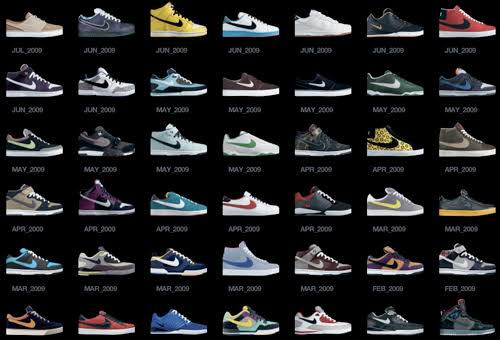 JUL_2009 JUN_2009 JUN_2009 JUN_2009 JUN_2009 JUN_2009 JUN_2009
JUN_2009 JUN_2009 MAY_2009 MAY_2009 MAY_2009 MAY_2009 MAY_2009
MAY_2009 MAY_2009 MAY_2009 MAY_2009 APR_2009 APR_2009 APR_2009
APR_2009 APR_2009 APR_2009 APR_2009 APR_2009 MAR_2009 MAR_2009
MAR_2009 MAR_2009 MAR_2009 MAR_2009 MAR_2009 FEB_2009 FEB_2009